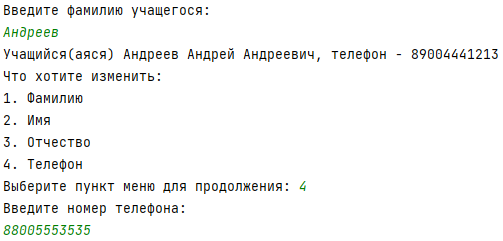 Введите фамилию учащегося:
Андреев
Учащийся(аяся) Андреев Андрей Андреевич, телефон - 89004441213
Что хотите изменить:
1. Фамилию
2. Имя
3. Отчество
4. Телефон
Выберите пункт меню для продолжения: 4
Введите номер телефона:
88005553535